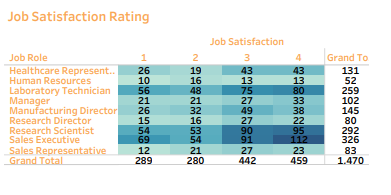 Job Satisfaction Rating
Job Satisfaction
Job Role 1 2 3 4 Grand To
Healthcare Represent.. 26 19 43 43 131
Human Resources 10 16 13 13 52
Laboratory Technician 56 48 75 80 259
Manager 21 21 27 33 102
Manufacturing Director 26 32 49 38 145
Research Director 15 16 27 22 80
Research Scientist 54 53 90 95 292
Sales Executive 69 54 91 112 326
Sales Representative 12 21 27 23 83
Grand Total 289 280 442 459 1.470